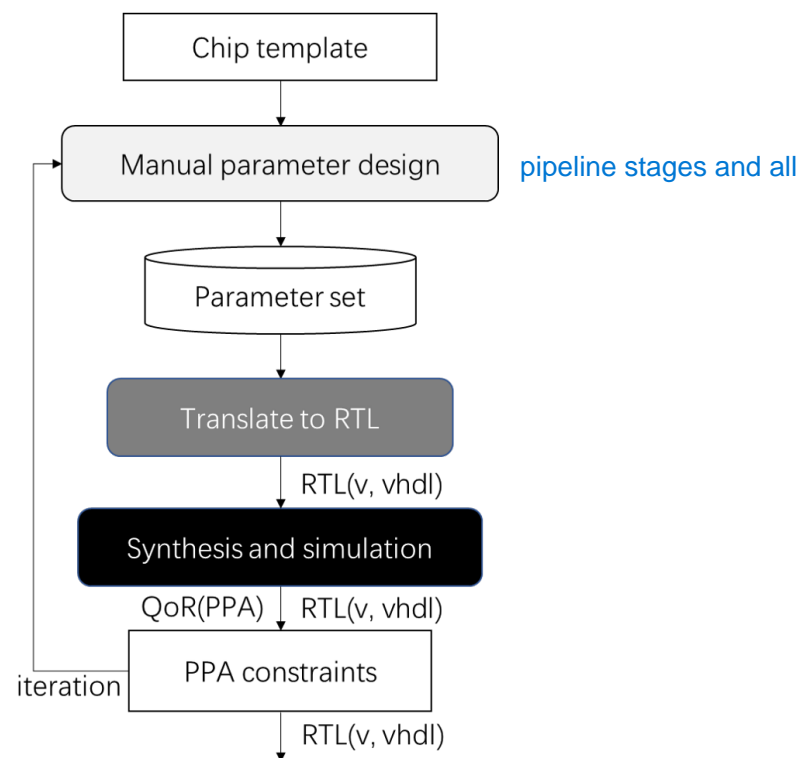 Chip template
Manual parameter design
pipeline stages and all
Parameter set
Translate to RTL
RTL(v, vhdl)
Synthesis and simulation
QoR(PPA)
RTL(v, vhdl)
PPA constraints
iteration
RTL(v, vhdl)